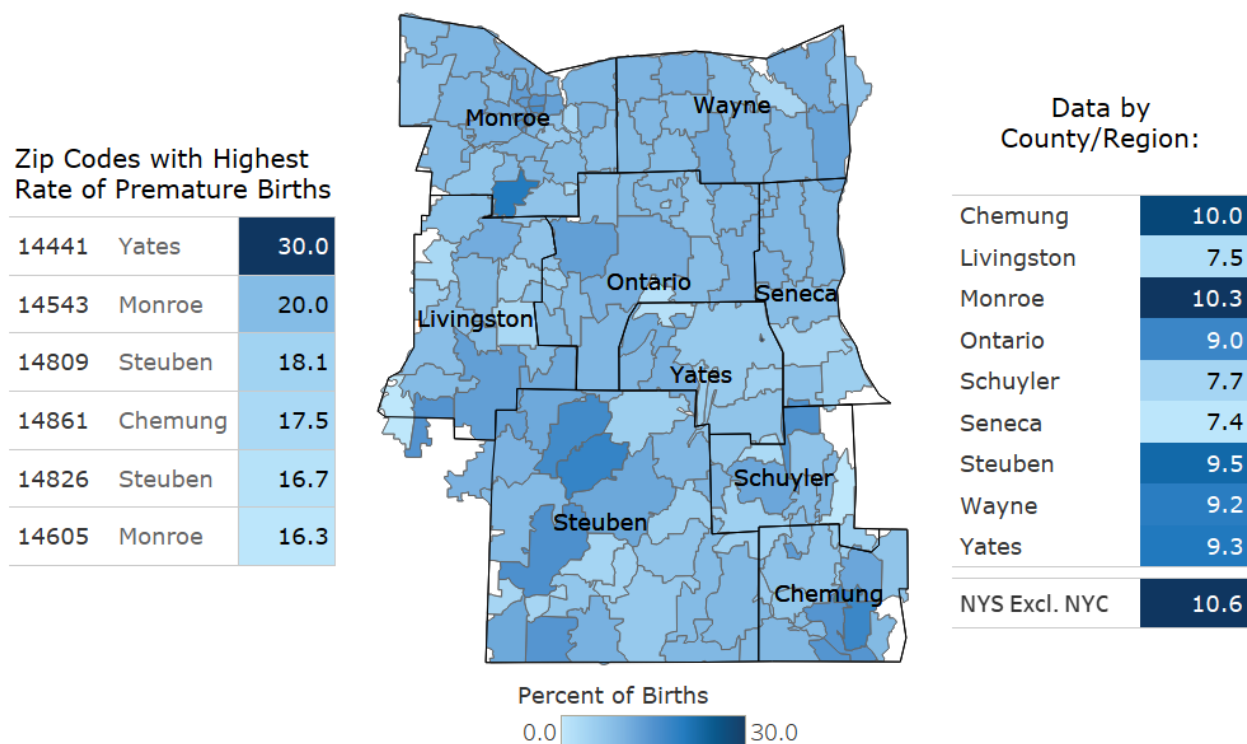 Zip Codes with Highest
Rate of Premature Births
14441 Yates 30.0
14543 Monroe 20.0
14809 Steuben 18.1
14861 Chemung 17.5
14826 Steuben 16.7
14605 Monroe 16.3
Monroe
Wayne
Ontario
Seneca
Livingston
Yates
Schuyler
Steuben
Chemung
Percent of Births
0.0 30.0
Data by
County/Region:
Chemung 10.0
Livingston 7.5
Monroe 10.3
Ontario 9.0
Schuyler 7.7
Seneca 7.4
Steuben 9.5
Wayne 9.2
Yates 9.3
NYS Excl. NYC 10.6